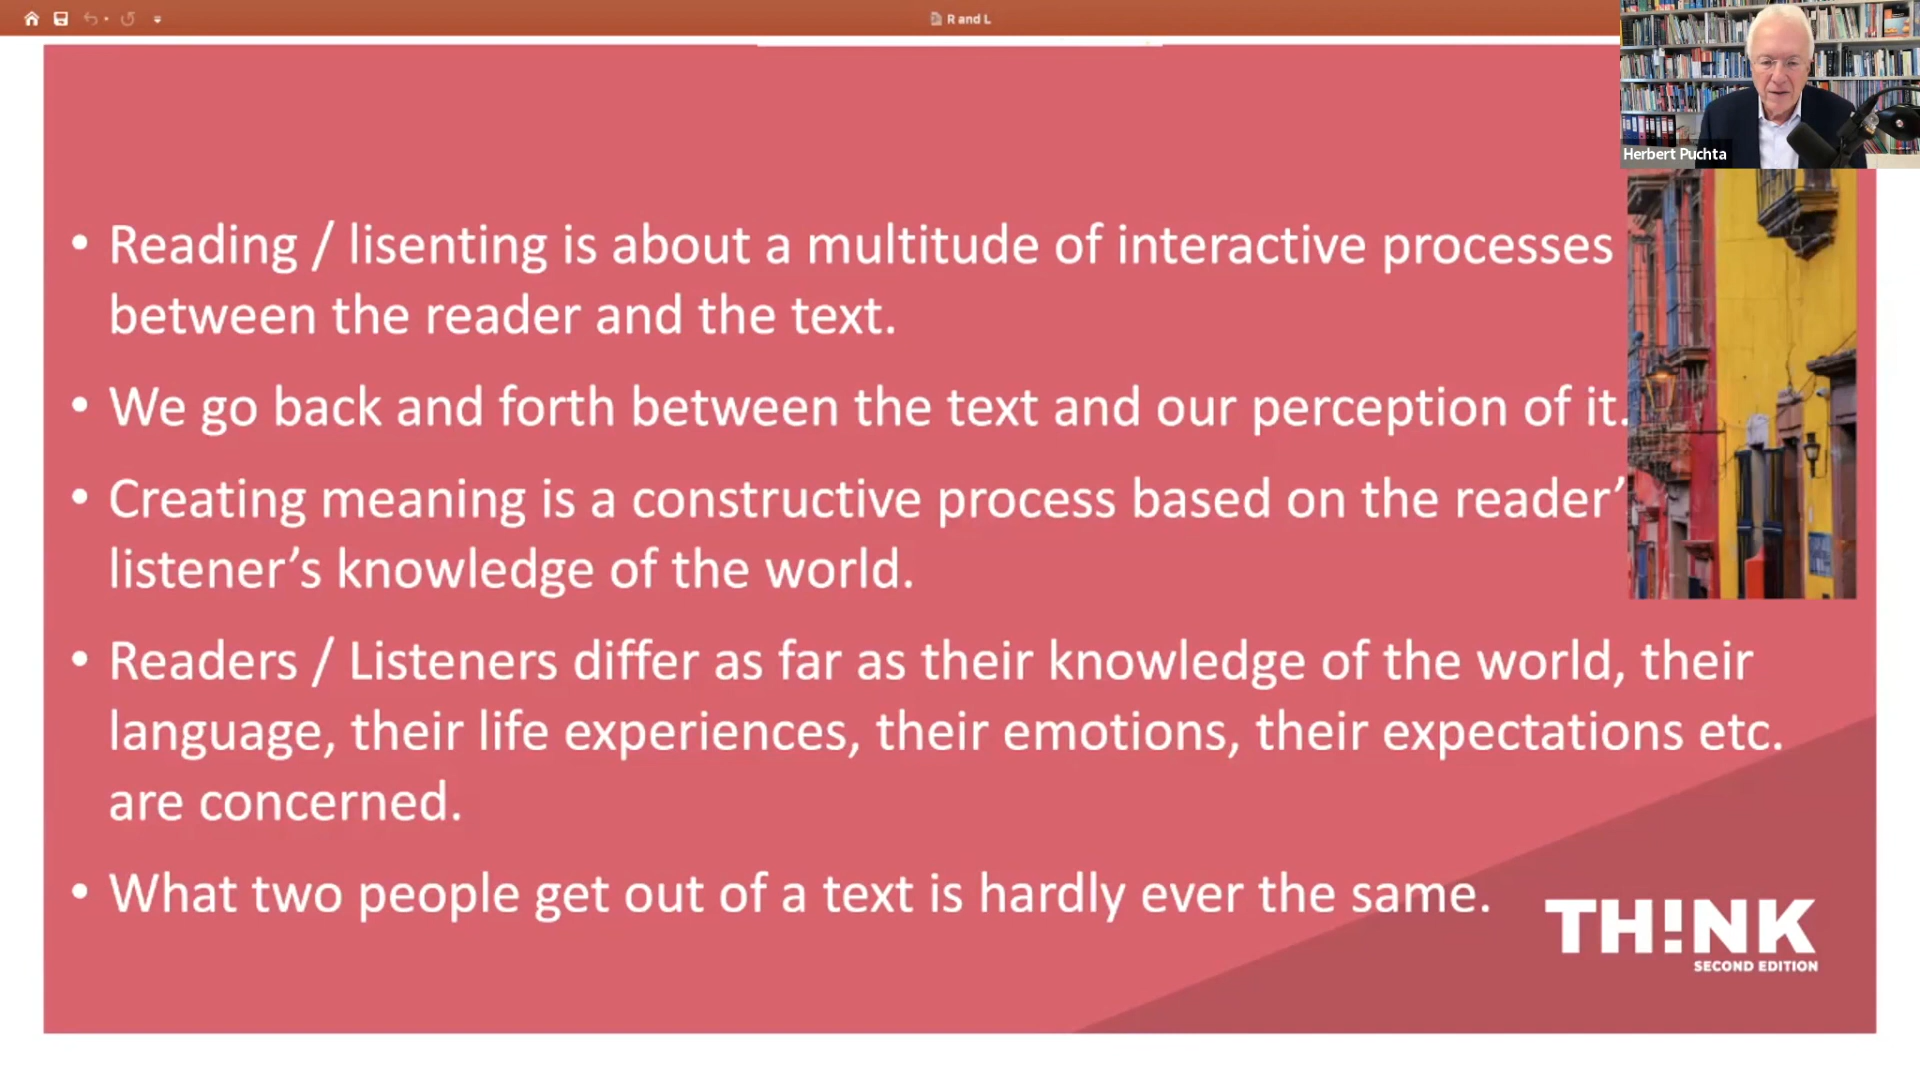 R and L
Herbert Puchta
• Reading / lisenting is about a multitude of interactive processes
between the reader and the text.
• We go back and forth between the text and our perception of it.
• Creating meaning is a constructive process based on the reader’
listener’s knowledge of the world.
• Readers / Listeners differ as far as their knowledge of the world, their
language, their life experiences, their emotions, their expectations etc.
are concerned.
• What two people get out of a text is hardly ever the same.
TH!NK
SECOND EDITION